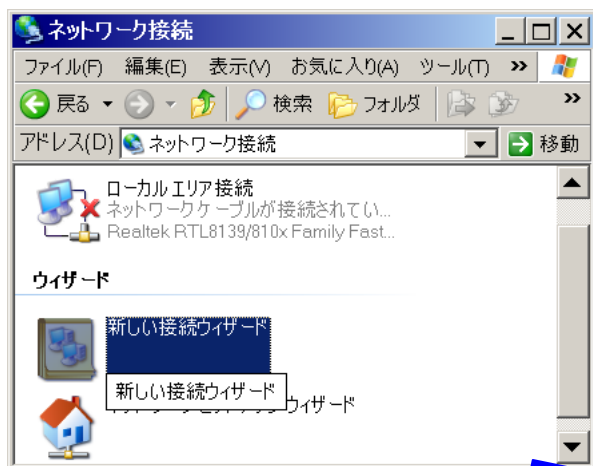 ネットワーク接続
ファイル(F) 編集(E) 表示(V) お気に入り(A) ツール(T) »
戻る 検索 フォルダ »
アドレス(D) ネットワーク接続 移動
ローカル エリア接続
ネットワーク ケーブルが接続されてい...
Realtek RTL8139/810x Family Fast...
ウィザード
新しい接続ウィザード
新しい接続ウィザード
ウィザード